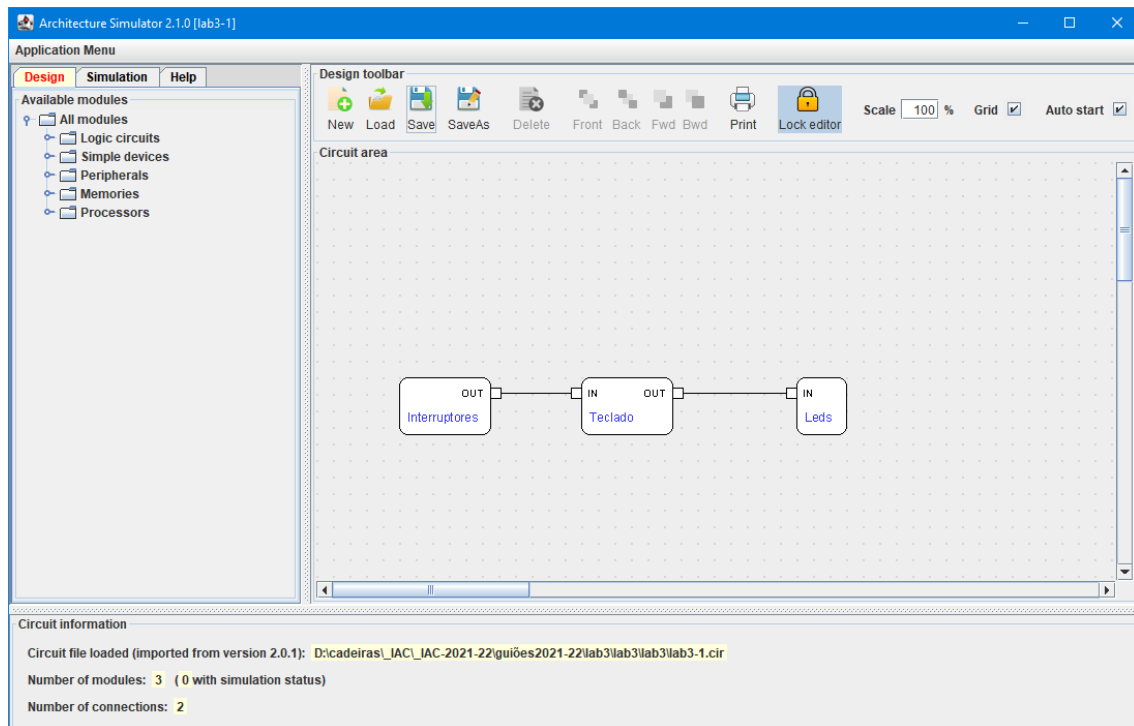 Architecture Simulator 2.1.0 [lab3-1]
Application Menu
Design Simulation Help
Available modules
All modules
Logic circuits
Simple devices
Peripherals
Memories
Processors
Design toolbar
New Load Save SaveAs Delete Front Back Fwd Bwd Print Lock editor Scale 100 % Grid Auto start
Circuit area
OUT IN OUT IN
Interruptores Teclado Leds
Circuit information
Circuit file loaded (imported from version 2.0.1): D:\cadeiras\_IAC\_IAC-2021-22\guiões2021-22\lab3\lab3\lab3\lab3-1.cir
Number of modules: 3 ( 0 with simulation status)
Number of connections: 2